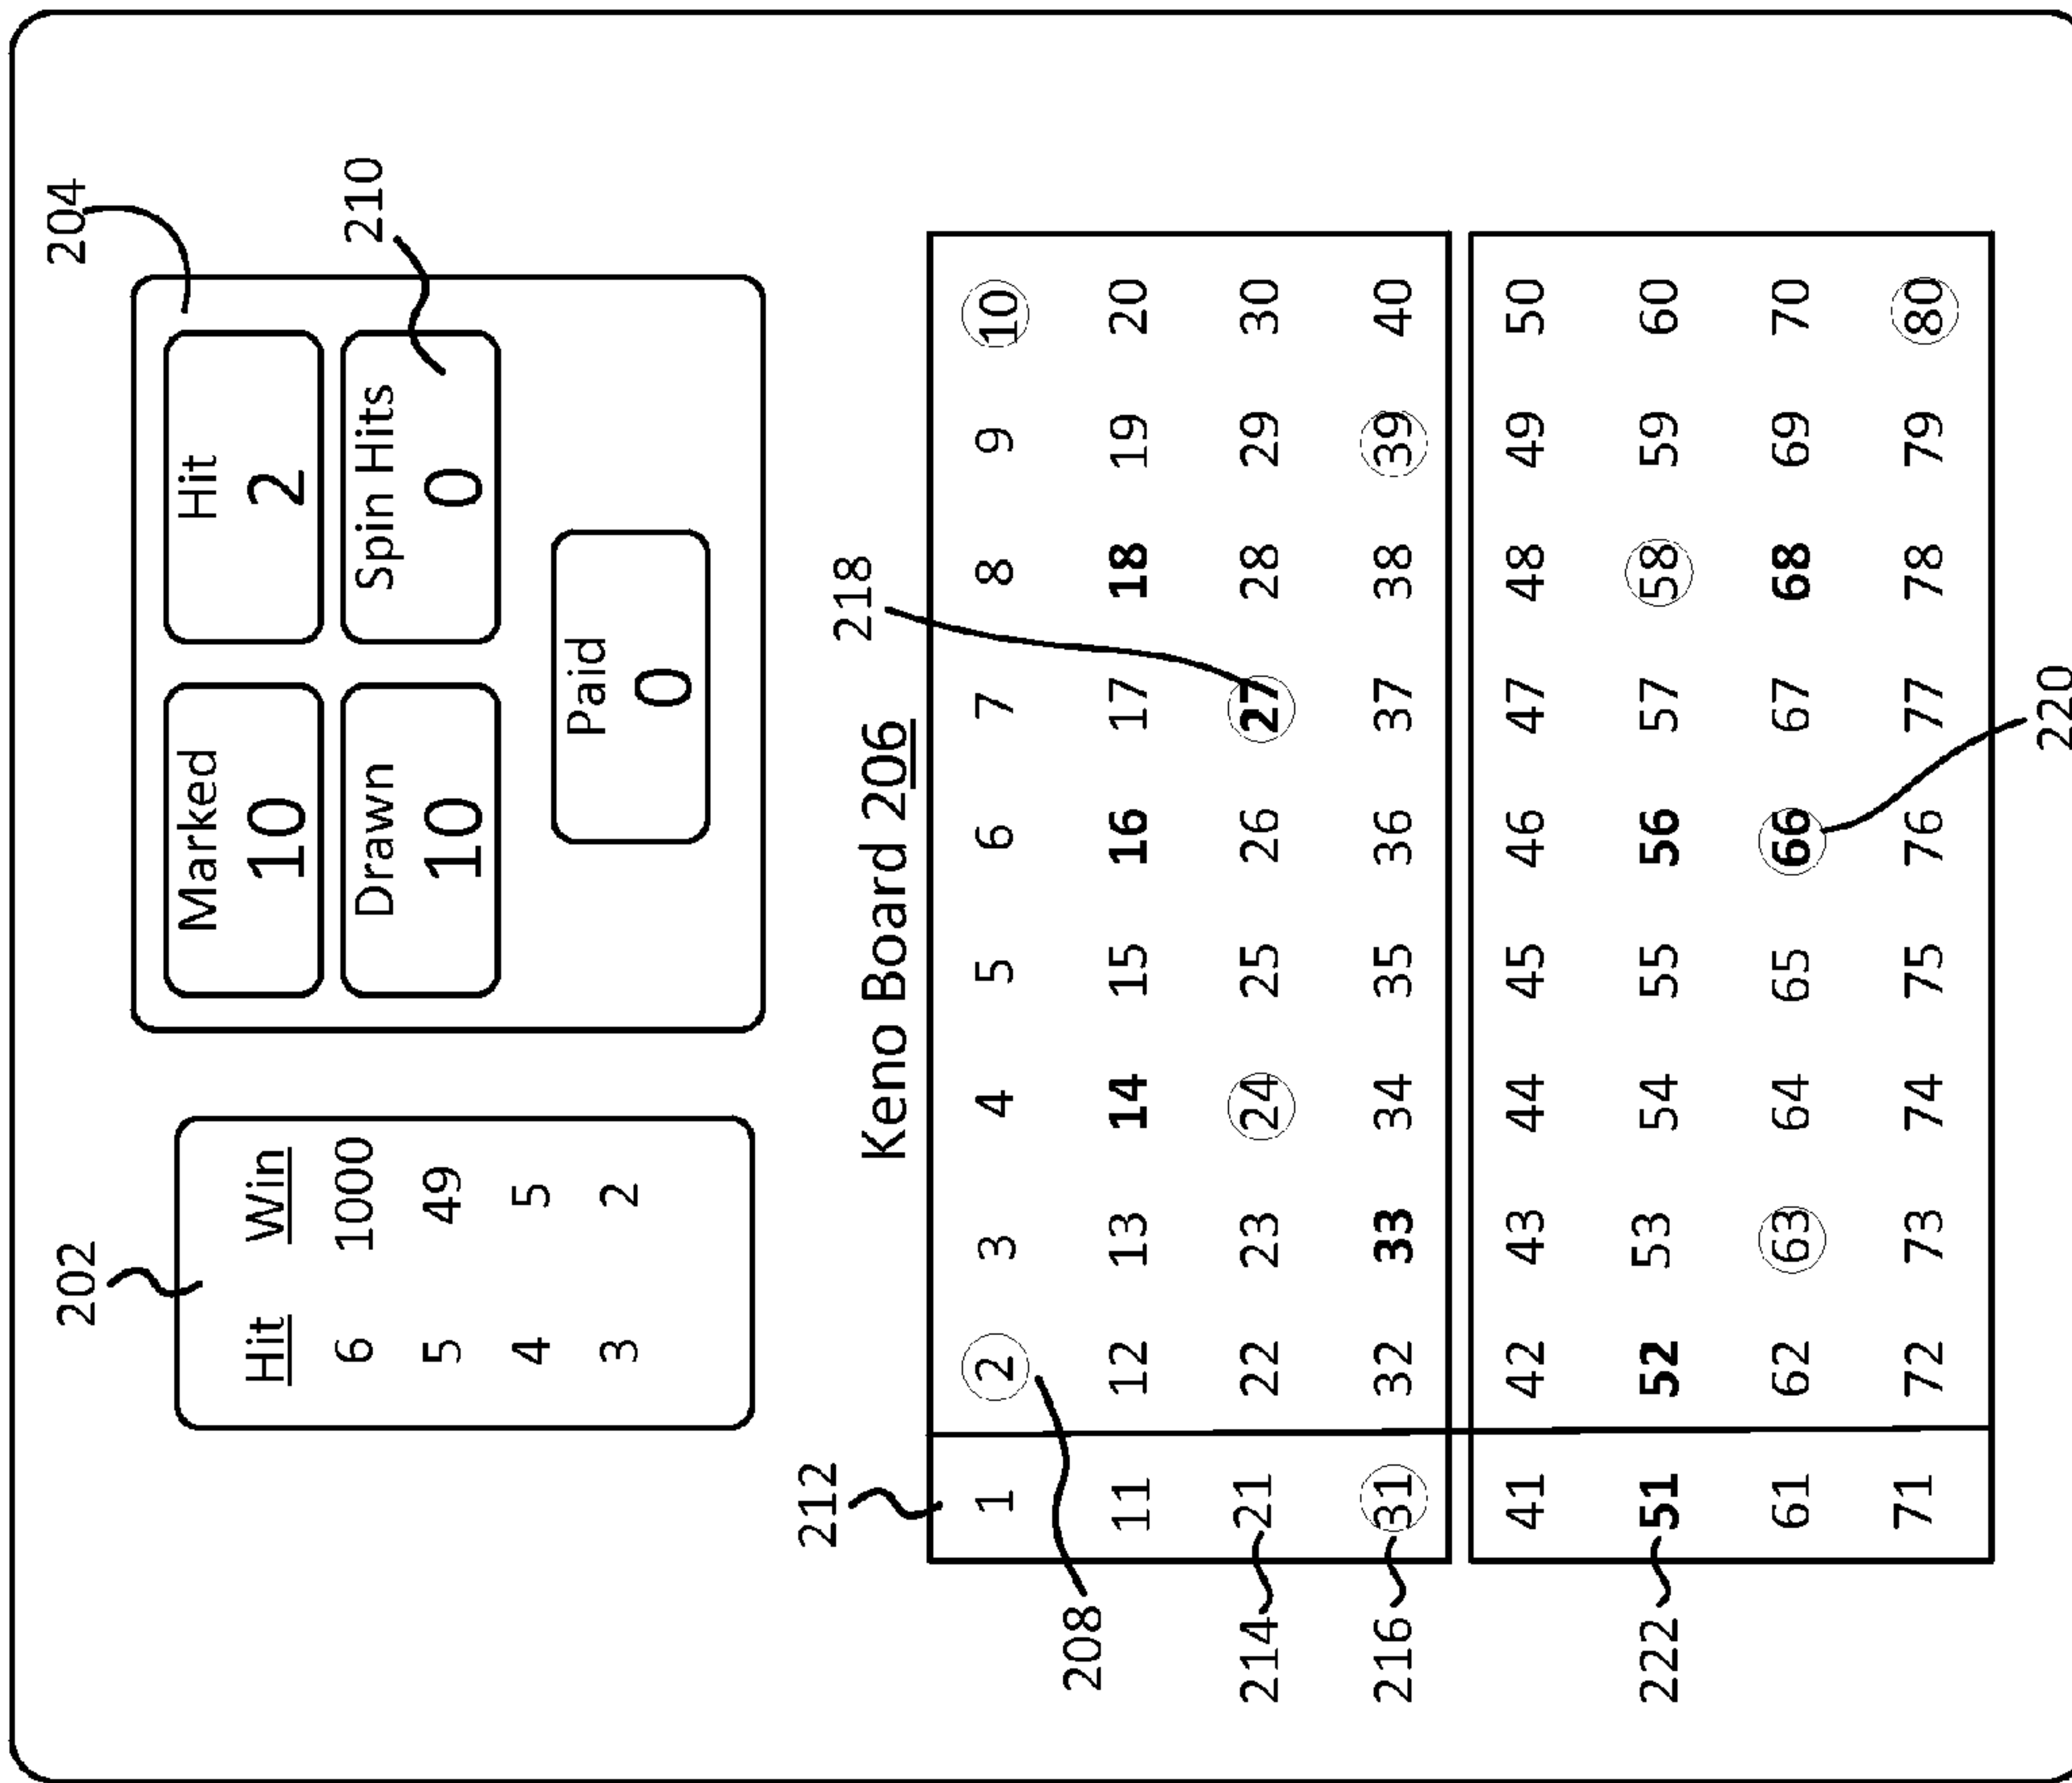 202
Hit Win
6 1000
5 49
4 5
3 2
204
Marked
10
Hit
2
Drawn
10
Spin Hits
0
210
Paid
0
Keno Board 206
212
218
1 2 3 4 5 6 7 8 9 10
208
11 12 13 14 15 16 17 18 19 20
214
21 22 23 24 25 26 27 28 29 30
216
31 32 33 34 35 36 37 38 39 40
41 42 43 44 45 46 47 48 49 50
222
51 52 53 54 55 56 57 58 59 60
61 62 63 64 65 66 67 68 69 70
71 72 73 74 75 76 77 78 79 80
220